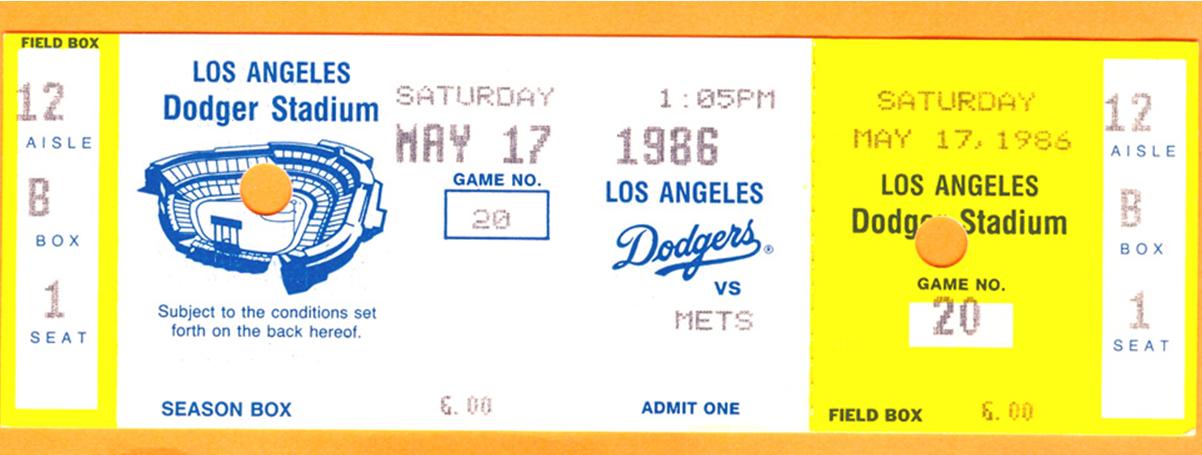 FIELD BOX
12
AISLE
B
BOX
1
SEAT
LOS ANGELES
Dodger Stadium
Subject to the conditions set
forth on the back hereof.
SEASON BOX
SATURDAY 1:05PM
MAY 17 1986
GAME NO.
20
6.00
LOS ANGELES
Dodgers®
VS
METS
ADMIT ONE
SATURDAY
MAY 17, 1986
LOS ANGELES
Stadium
GAME NO.
20
FIELD BOX 6.00
12
AISLE
B
BOX
1
SEAT